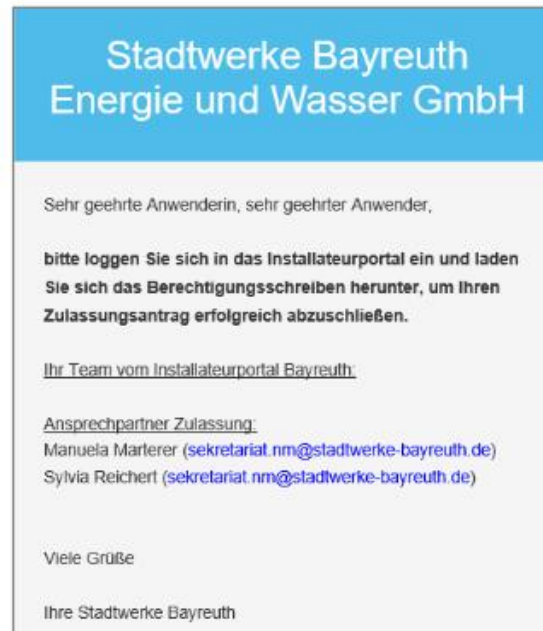 Stadtwerke Bayreuth
Energie und Wasser GmbH
Sehr geehrte Anwenderin, sehr geehrter Anwender,
bitte loggen Sie sich in das Installateurportal ein und laden
Sie sich das Berechtigungsschreiben herunter, um Ihren
Zulassungsantrag erfolgreich abzuschließen.
Ihr Team vom Installateurportal Bayreuth:
Ansprechpartner Zulassung:
Manuela Marterer (sekretariat.nm@stadtwerke-bayreuth.de)
Sylvia Reichert (sekretariat.nm@stadtwerke-bayreuth.de)
Viele Grüße
Ihre Stadtwerke Bayreuth